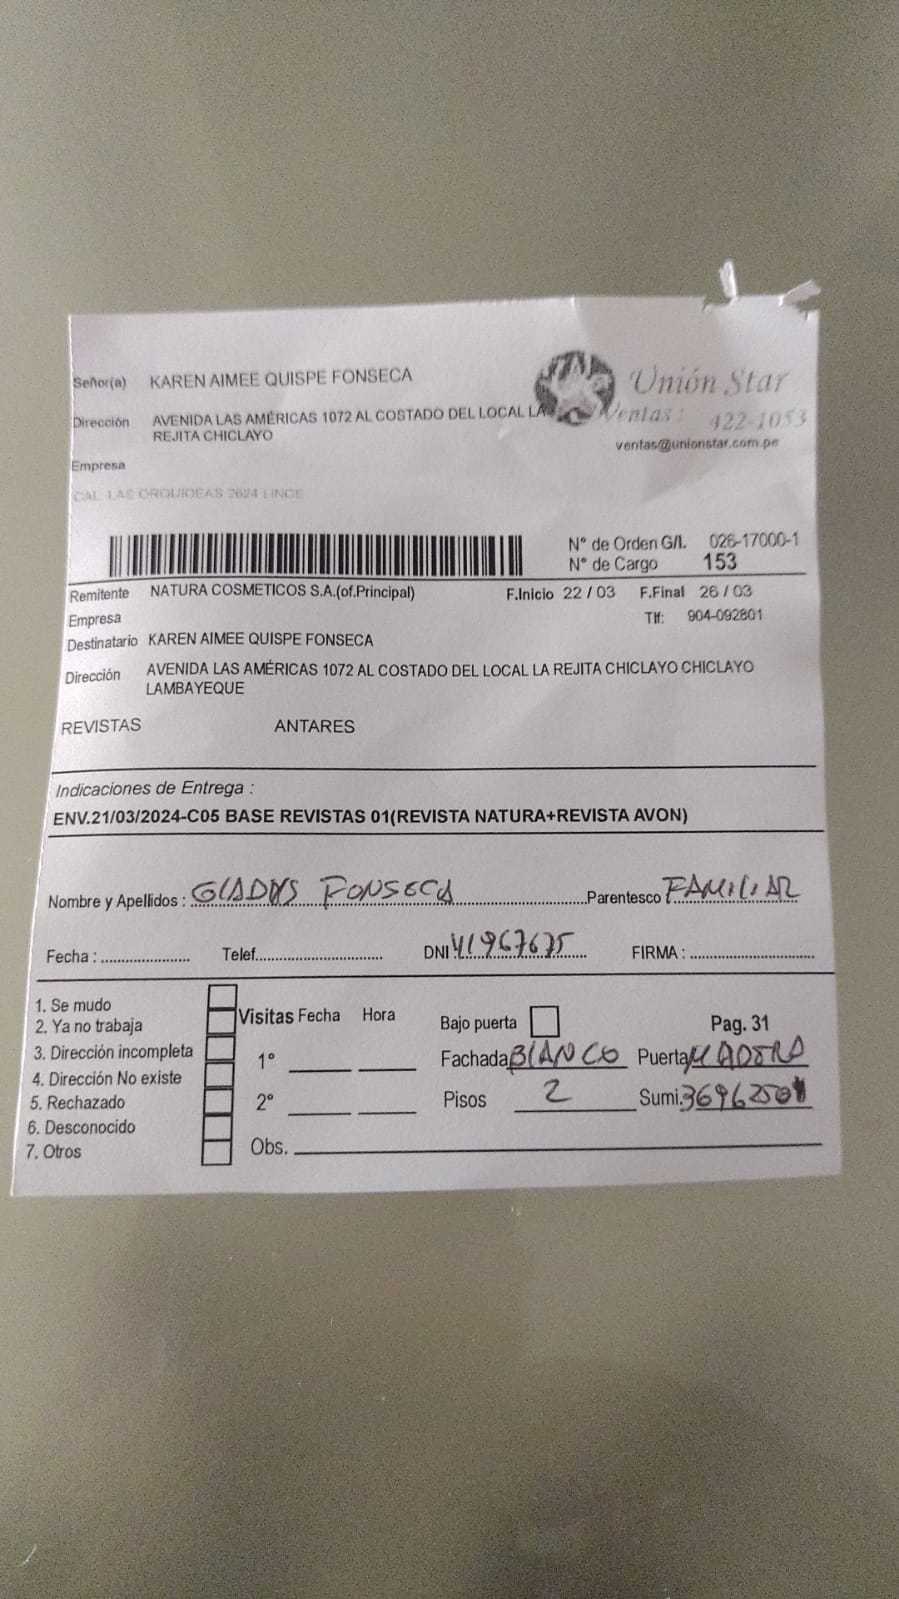 Señor(a) KAREN AIMEE QUISPE FONSECA
Unión Star
Dirección AVENIDA LAS AMÉRICAS 1072 AL COSTADO DEL LOCAL LA
REJITA CHICLAYO
Ventas: 422-1053
ventas@unionstar.com.pe
Empresa
CAL. LAS ORQUIDEAS 2624 LINCE
N° de Orden G/I. 026-17000-1
N° de Cargo 153
Remitente NATURA COSMETICOS S.A.(of.Principal) F.Inicio 22 / 03 F.Final 26 / 03
Empresa Tlf: 904-092801
Destinatario KAREN AIMEE QUISPE FONSECA
Dirección AVENIDA LAS AMÉRICAS 1072 AL COSTADO DEL LOCAL LA REJITA CHICLAYO CHICLAYO
LAMBAYEQUE
REVISTAS ANTARES
Indicaciones de Entrega :
ENV.21/03/2024-C05 BASE REVISTAS 01(REVISTA NATURA+REVISTA AVON)
Nombre y Apellidos : GLADYS FONSECA Parentesco FAMILIAR
Fecha : Telef. DNI 41967675 FIRMA :
1. Se mudo
2. Ya no trabaja
3. Dirección incompleta
4. Dirección No existe
5. Rechazado
6. Desconocido
7. Otros
Visitas Fecha Hora
1°
2°
Obs.
Bajo puerta Pag. 31
Fachada BLANCO Puerta MADERA
Pisos 2 Sumi.